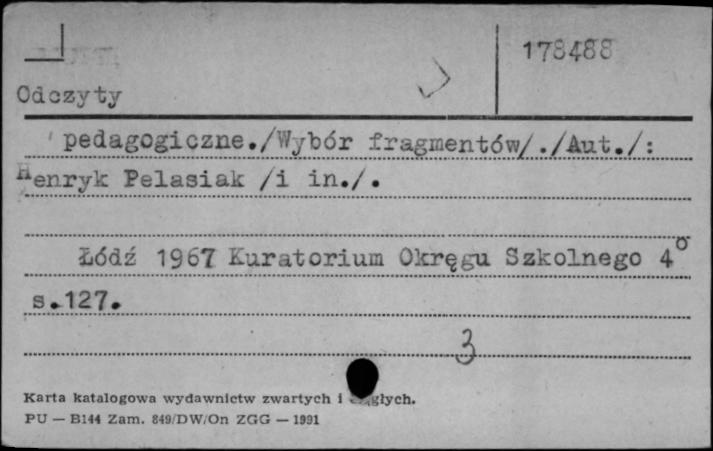 178488
Odczyty
pedagogiczne./Wybór fragmentów/./Aut./:
Henryk Pelasiak /i in./.
Łódź 1967 Kuratorium Okręgu Szkolnego 4°
s.127.
3
Karta katalogowa wydawnictw zwartych i
PU — B144 Zam. 849/DW/On ZGG — 1991